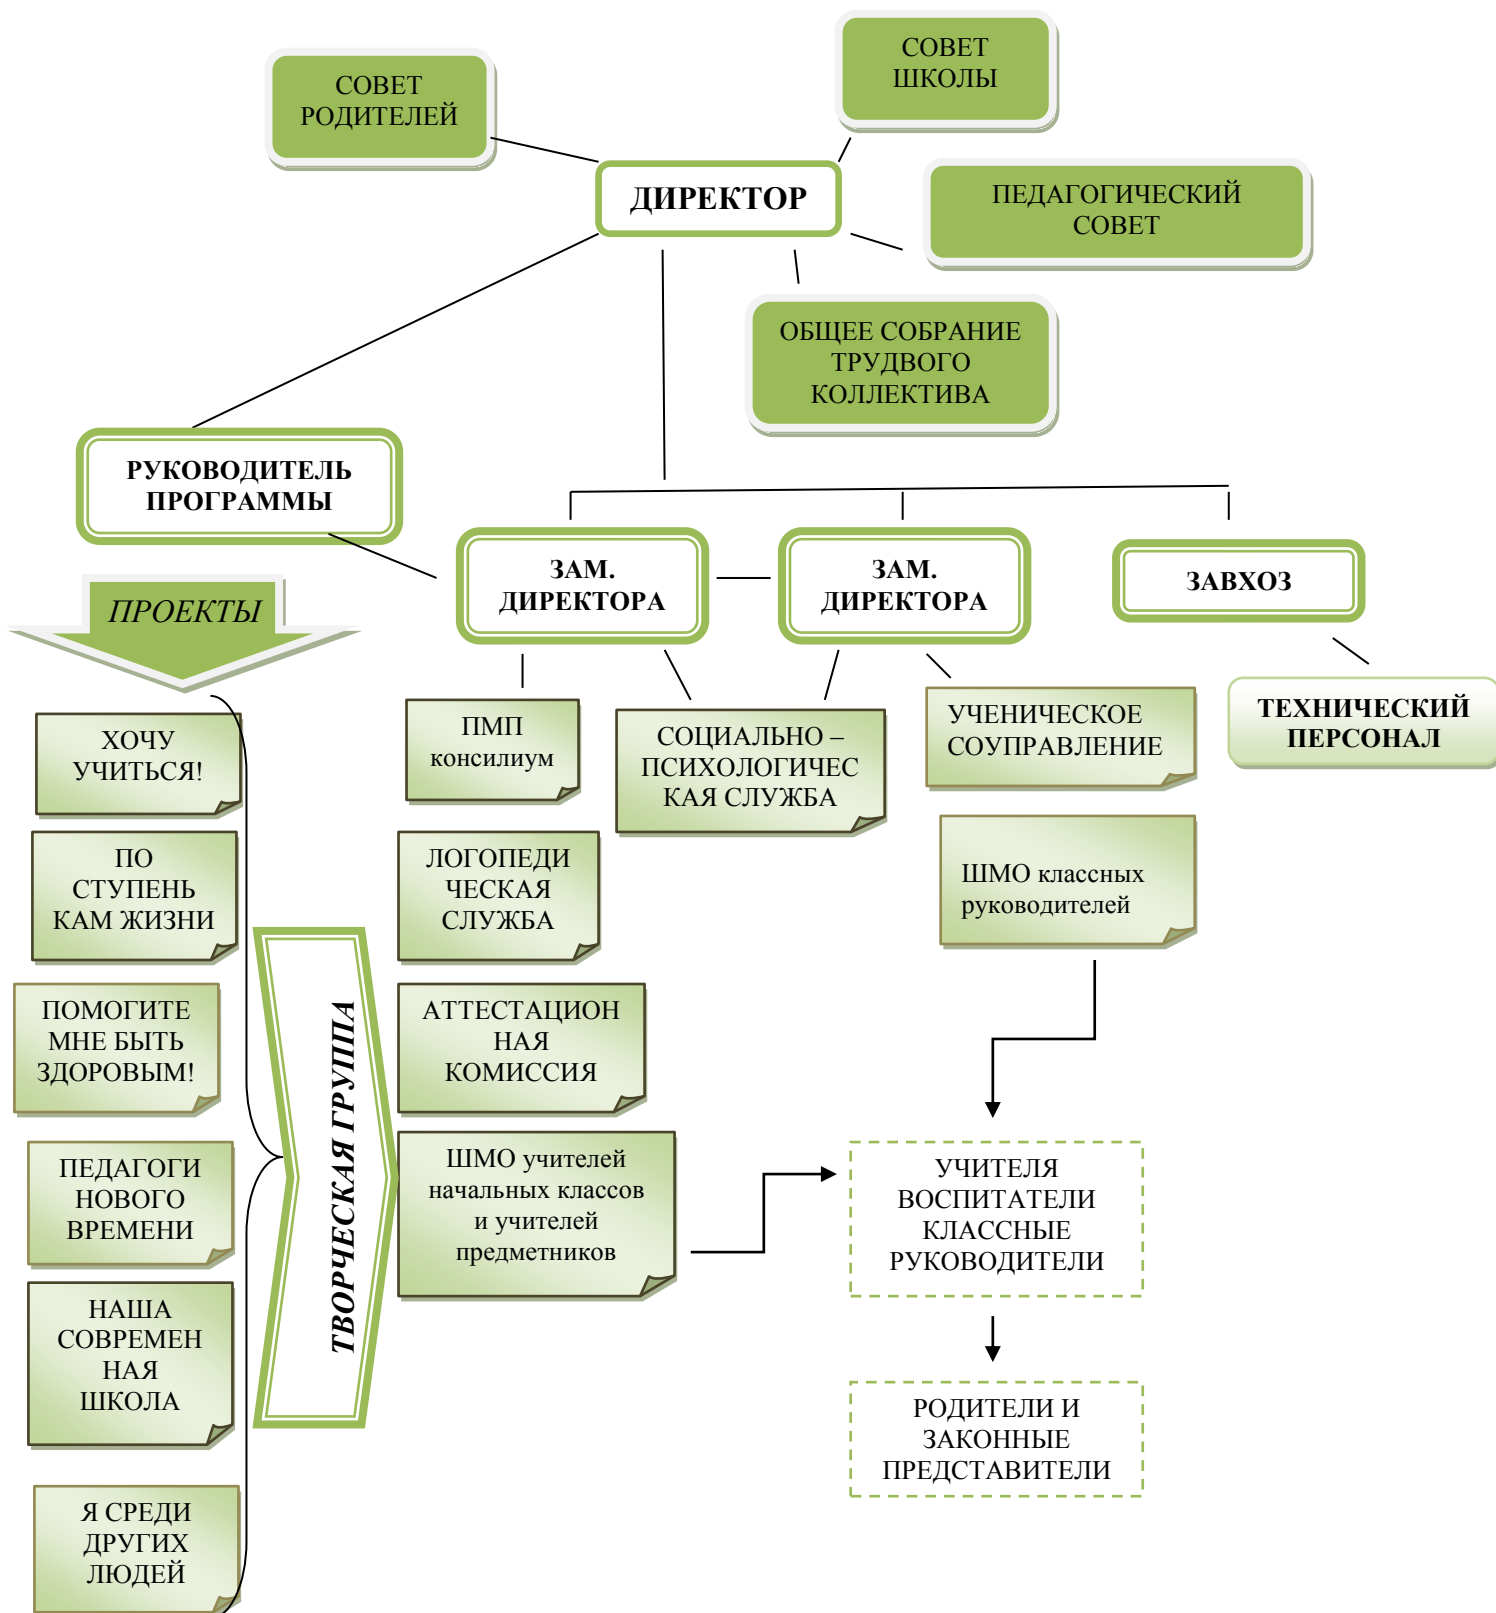 СОВЕТ
РОДИТЕЛЕЙ
СОВЕТ
ШКОЛЫ
ДИРЕКТОР
ПЕДАГОГИЧЕСКИЙ
СОВЕТ
ОБЩЕЕ СОБРАНИЕ
ТРУДВОГО
КОЛЛЕКТИВА
РУКОВОДИТЕЛЬ
ПРОГРАММЫ
ЗАМ.
ДИРЕКТОРА
ЗАМ.
ДИРЕКТОРА
ЗАВХОЗ
ПРОЕКТЫ
ХОЧУ
УЧИТЬСЯ!
ПО
СТУПЕНЬ
КАМ ЖИЗНИ
ПОМОГИТЕ
МНЕ БЫТЬ
ЗДОРОВЫМ!
ПЕДАГОГИ
НОВОГО
ВРЕМЕНИ
НАША
СОВРЕМЕН
НАЯ
ШКОЛА
Я СРЕДИ
ДРУГИХ
ЛЮДЕЙ
ТВОРЧЕСКАЯ ГРУППА
ПМП
консилиум
ЛОГОПЕДИ
ЧЕСКАЯ
СЛУЖБА
АТТЕСТАЦИОН
НАЯ
КОМИССИЯ
ШМО учителей
начальных классов
и учителей
предметников
СОЦИАЛЬНО –
ПСИХОЛОГИЧЕС
КАЯ СЛУЖБА
УЧЕНИЧЕСКОЕ
СОУПРАВЛЕНИЕ
ШМО классных
руководителей
ТЕХНИЧЕСКИЙ
ПЕРСОНАЛ
УЧИТЕЛЯ
ВОСПИТАТЕЛИ
КЛАССНЫЕ
РУКОВОДИТЕЛИ
РОДИТЕЛИ И
ЗАКОННЫЕ
ПРЕДСТАВИТЕЛИ